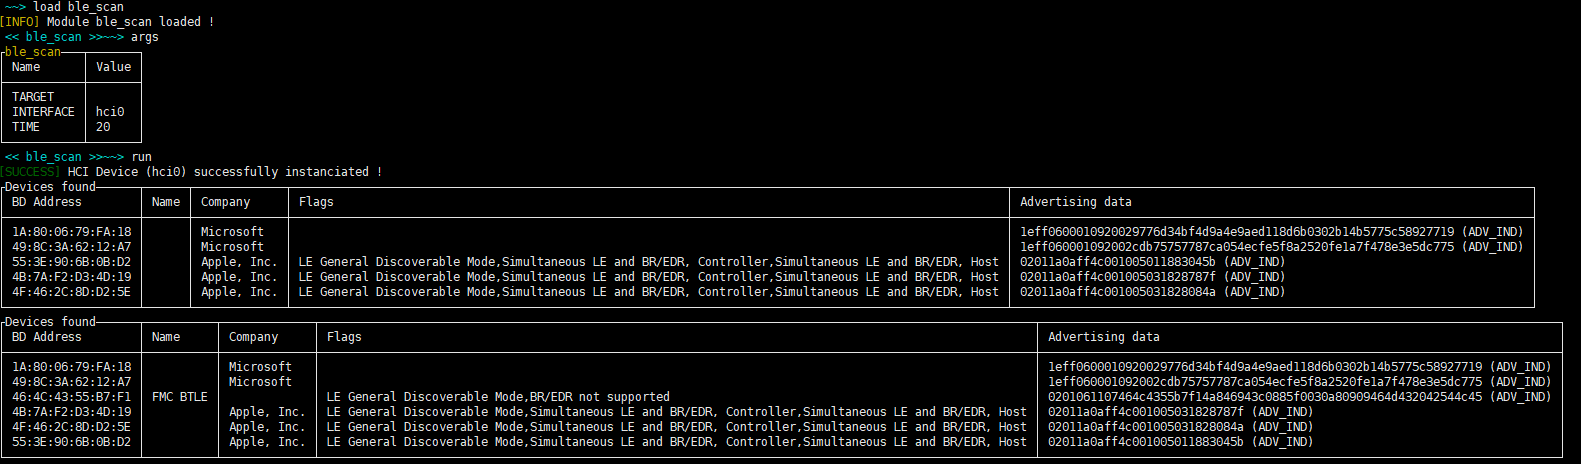 ~~> load ble_scan
[INFO] Module ble_scan loaded !
<< ble_scan >>~~> args
ble_scan
Name Value
TARGET
INTERFACE hci0
TIME 20
<< ble_scan >>~~> run
[SUCCESS] HCI Device (hci0) successfully instanciated !
Devices found
BD Address Name Company Flags Advertising data
1A:80:06:79:FA:18 Microsoft 1eff0600010920029776d34bf4d9a4e9aed118d6b0302b14b5775c58927719 (ADV_IND)
49:8C:3A:62:12:A7 Microsoft 1eff060001092002cdb75757787ca054ecfe5f8a2520fe1a7f478e3e5dc775 (ADV_IND)
55:3E:90:6B:0B:D2 Apple, Inc. LE General Discoverable Mode,Simultaneous LE and BR/EDR, Controller,Simultaneous LE and BR/EDR, Host 02011a0aff4c001005011883045b (ADV_IND)
4B:7A:F2:D3:4D:19 Apple, Inc. LE General Discoverable Mode,Simultaneous LE and BR/EDR, Controller,Simultaneous LE and BR/EDR, Host 02011a0aff4c001005031828787f (ADV_IND)
4F:46:2C:8D:D2:5E Apple, Inc. LE General Discoverable Mode,Simultaneous LE and BR/EDR, Controller,Simultaneous LE and BR/EDR, Host 02011a0aff4c001005031828084a (ADV_IND)
Devices found
BD Address Name Company Flags Advertising data
1A:80:06:79:FA:18 Microsoft 1eff0600010920029776d34bf4d9a4e9aed118d6b0302b14b5775c58927719 (ADV_IND)
49:8C:3A:62:12:A7 Microsoft 1eff060001092002cdb75757787ca054ecfe5f8a2520fe1a7f478e3e5dc775 (ADV_IND)
46:4C:43:55:B7:F1 FMC BTLE LE General Discoverable Mode,BR/EDR not supported 0201061107464c4355b7f14a846943c0885f0030a80909464d432042544c45 (ADV_IND)
4B:7A:F2:D3:4D:19 Apple, Inc. LE General Discoverable Mode,Simultaneous LE and BR/EDR, Controller,Simultaneous LE and BR/EDR, Host 02011a0aff4c001005031828787f (ADV_IND)
4F:46:2C:8D:D2:5E Apple, Inc. LE General Discoverable Mode,Simultaneous LE and BR/EDR, Controller,Simultaneous LE and BR/EDR, Host 02011a0aff4c001005031828084a (ADV_IND)
55:3E:90:6B:0B:D2 Apple, Inc. LE General Discoverable Mode,Simultaneous LE and BR/EDR, Controller,Simultaneous LE and BR/EDR, Host 02011a0aff4c001005011883045b (ADV_IND)